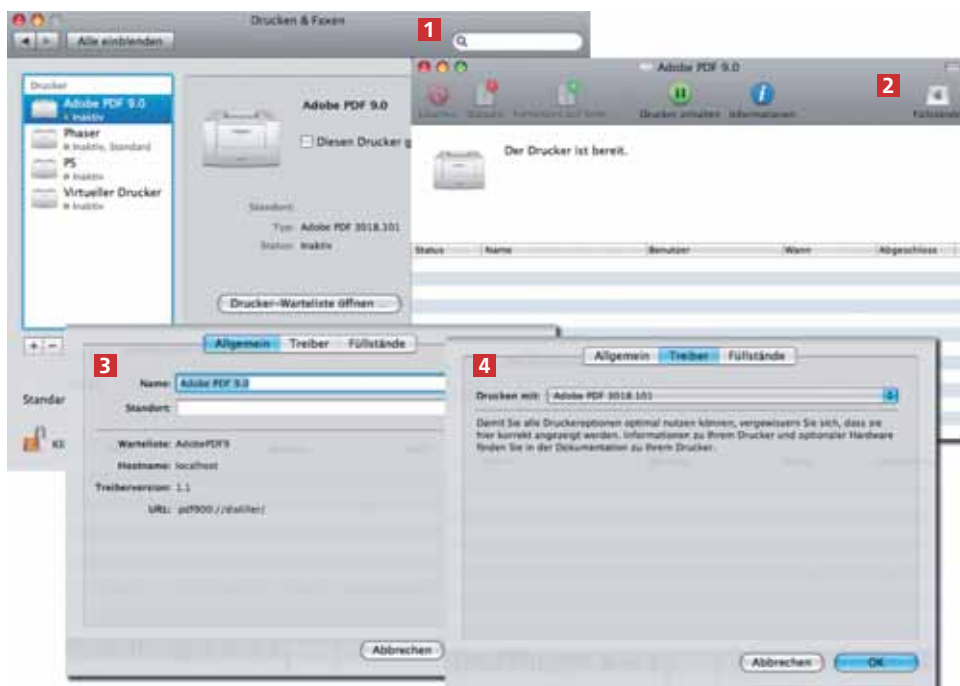 Drucken & Faxen
1
Alle einblenden
Drucker
Adobe PDF 9.0
Inaktiv
Phaser
Inaktiv, Standard
PS
Inaktiv
Virtueller Drucker
Inaktiv
Adobe PDF 9.0
Diesen Drucker g
Standort:
Typ: Adobe PDF 3018.101
Status: Inaktiv
Drucker-Warteliste öffnen ...
+ -
Standar
Adobe PDF 9.0
2
Drucker anhalten Informationen
Füllstände
Der Drucker ist bereit.
Status Name Benutzer Wann Abgeschloss
3
Allgemein Treiber Füllstände
Name: Adobe PDF 9.0
Standort:
Warteliste: AdobePDF9
Hostname: localhost
Treiberversion: 1.1
URL: pdf900://distiller/
Abbrechen
4
Allgemein Treiber Füllstände
Drucken mit: Adobe PDF 3018.101
Damit Sie alle Druckeroptionen optimal nutzen können, vergewissern Sie sich, dass sie
hier korrekt angezeigt werden. Informationen zu Ihrem Drucker und optionaler Hardware
finden Sie in der Dokumentation zu Ihrem Drucker.
Abbrechen OK